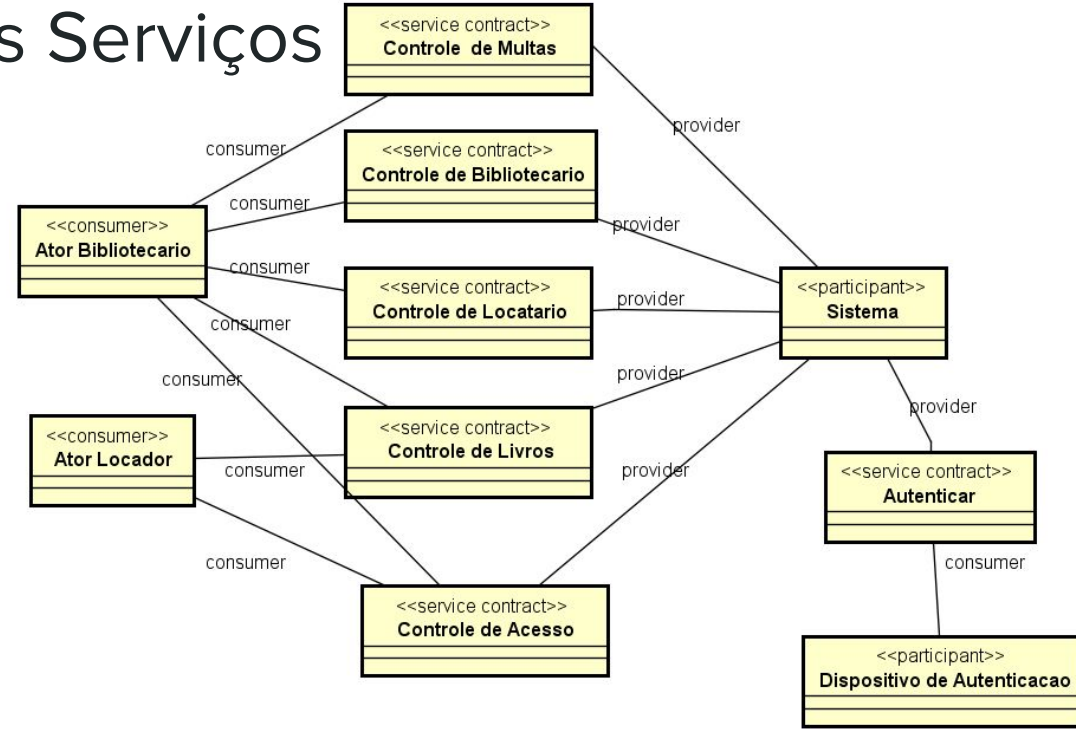 s Serviços
<<service contract>>
Controle de Multas
provider
consumer
<<service contract>>
Controle de Bibliotecario
consumer
provider
<<consumer>>
Ator Bibliotecario
consumer
<<service contract>>
Controle de Locatario
provider
<<participant>>
Sistema
consumer
provider
consumer
provider
<<consumer>>
Ator Locador
<<service contract>>
Controle de Livros
consumer
provider
<<service contract>>
Autenticar
consumer
consumer
<<service contract>>
Controle de Acesso
<<participant>>
Dispositivo de Autenticacao